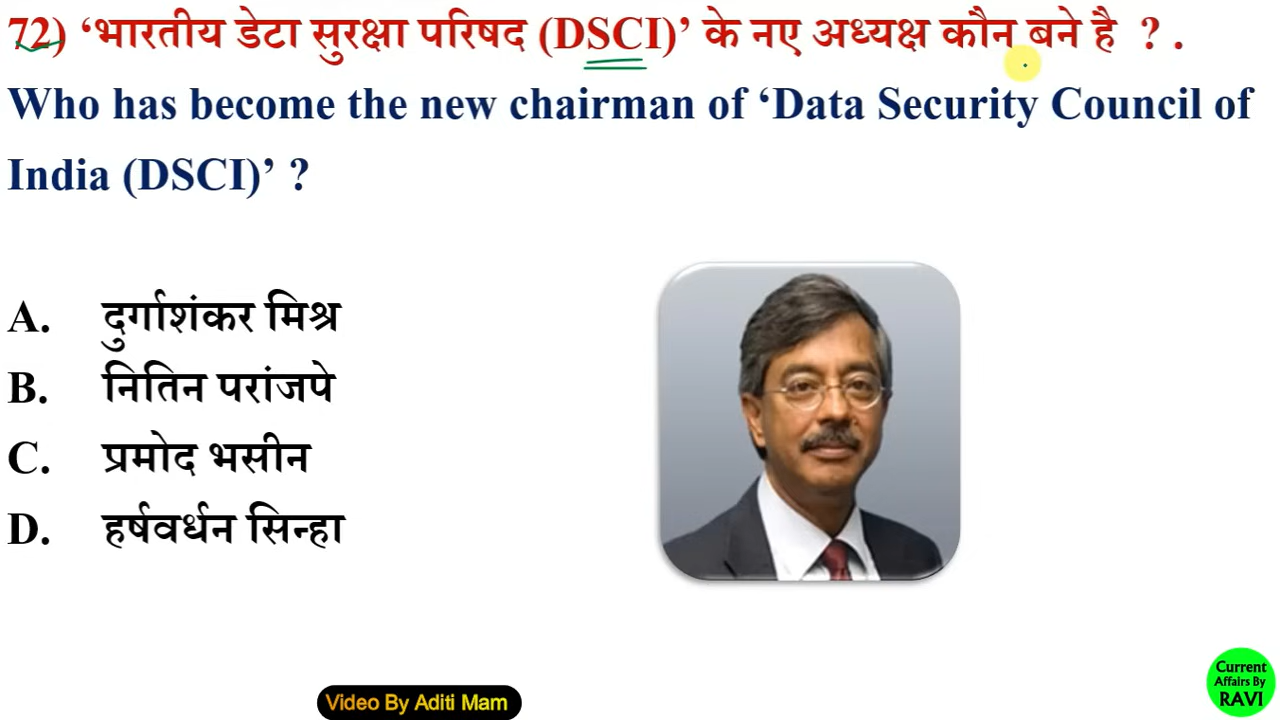 72) ‘भारतीय डेटा सुरक्षा परिषद (DSCI)’ के नए अध्यक्ष कौन बने है ? .
Who has become the new chairman of ‘Data Security Council of
India (DSCI)’ ?
A. दुर्गाशंकर मिश्र
B. नितिन परांजपे
C. प्रमोद भसीन
D. हर्षवर्धन सिन्हा
Video By Aditi Mam
Current
Affairs By
RAVI